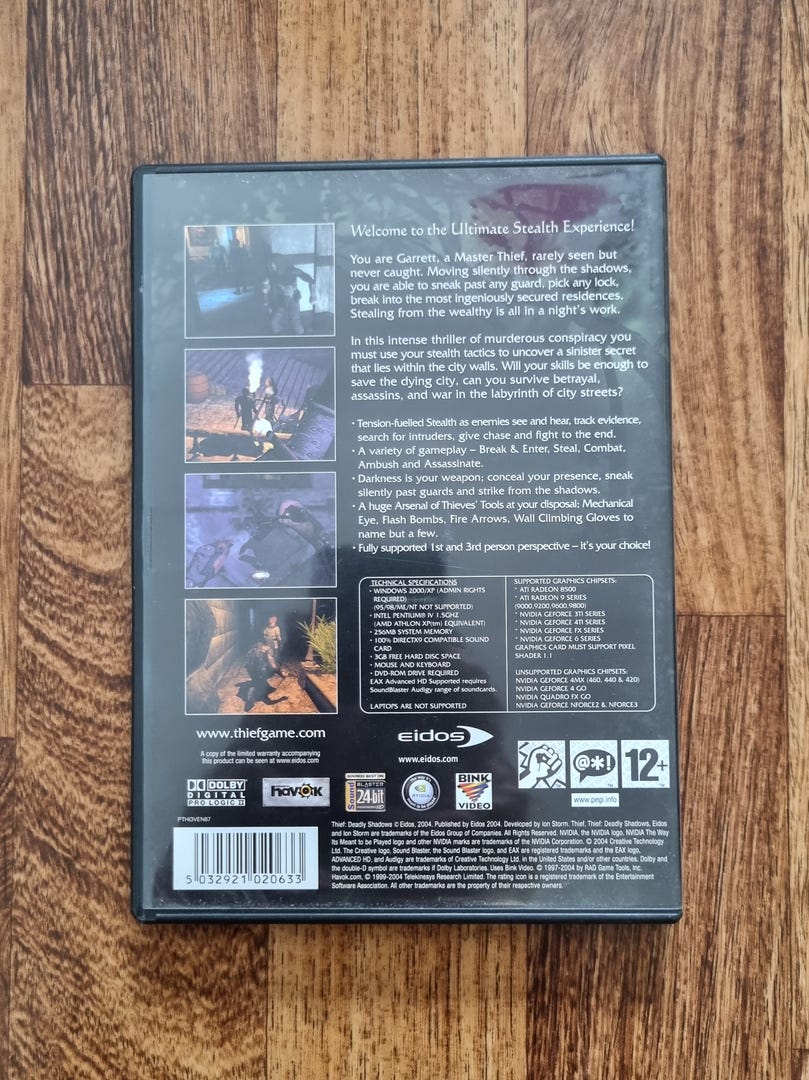 Welcome to the Ultimate Stealth Experience!
You are Garrett, a Master Thief, rarely seen but
never caught. Moving silently through the shadows,
you are able to sneak past any guard, pick any lock,
break into the most ingeniously secured residences.
Stealing from the wealthy is all in a night's work.
In this intense thriller of murderous conspiracy you
must use your stealth tactics to uncover a sinister secret
that lies within the city walls. Will your skills be enough to
save the dying city, can you survive betrayal,
assassins, and war in the labyrinth of city streets?
• Tension-fuelled Stealth as enemies see and hear, track evidence,
search for intruders, give chase and fight to the end.
• A variety of gameplay – Break & Enter, Steal, Combat,
Ambush and Assassinate.
• Darkness is your weapon; conceal your presence, sneak
silently past guards and strike from the shadows.
• A huge Arsenal of Thieves' Tools at your disposal; Mechanical
Eye, Flash Bombs, Fire Arrows, Wall Climbing Gloves to
name but a few.
• Fully supported 1st and 3rd person perspective – it's your choice!
TECHNICAL SPECIFICATIONS
• WINDOWS 2000/XP (ADMIN RIGHTS
REQUIRED)
(95/98/ME/NT NOT SUPPORTED)
• INTEL PENTIUM® IV 1.5GHZ
(AMD ATHLON XP(tm) EQUIVALENT)
• 256MB SYSTEM MEMORY
• 100% DIRECTX9 COMPATIBLE SOUND
CARD
• 3GB FREE HARD DISC SPACE
• MOUSE AND KEYBOARD
• DVD-ROM DRIVE REQUIRED
EAX Advanced HD Supported requires
SoundBlaster Audigy range of soundcards.
LAPTOPS ARE NOT SUPPORTED
SUPPORTED GRAPHICS CHIPSETS:
* ATI RADEON 8500
* ATI RADEON 9 SERIES
(9000,9200,9600,9800)
* NVIDIA GEFORCE 3TI SERIES
* NVIDIA GEFORCE 4TI SERIES
* NVIDIA GEFORCE FX SERIES
* NVIDIA GEFORCE 6 SERIES
GRAPHICS CARD MUST SUPPORT PIXEL
SHADER 1.1
UNSUPPORTED GRAPHICS CHIPSETS:
NVIDIA GEFORCE 4MX (460, 440 & 420)
NVIDIA GEFORCE 4 GO
NVIDIA QUADRO FX GO
NVIDIA GEFORCE NFORCE2 & NFORCE3
www.thiefgame.com
A copy of the limited warranty accompanying
this product can be seen at www.eidos.com
eidos
www.eidos.com
@*!
12+
www.pegi.info
DOLBY
DIGITAL
PRO LOGIC II
havok
SOUNDS BEST ON
Sound
BLASTER
24-bit
NVIDIA
BINK
VIDEO
PTHIOVEN87
5 032921 020633
Thief: Deadly Shadows © Eidos, 2004. Published by Eidos 2004. Developed by Ion Storm. Thief, Thief: Deadly Shadows, Eidos
and Ion Storm are trademarks of the Eidos Group of Companies. All Rights Reserved. NVIDIA, the NVIDIA logo, NVIDIA The Way
Its Meant to be Played logo and other NVIDIA marks are trademarks of the NVIDIA Corporation. © 2004 Creative Technology
Ltd. The Creative logo, Sound Blaster, the Sound Blaster logo, and EAX are registered trademarks and the EAX logo,
ADVANCED HD, and Audigy are trademarks of Creative Technology Ltd. in the United States and/or other countries. Dolby and
the double-D symbol are trademarks if Dolby Laboratories. Uses Bink Video. © 1997-2004 by RAD Game Tools, Inc.
Havok.com, © 1999-2004 Telekinesys Research Limited. The rating icon is a registered trademark of the Entertainment
Software Association. All other trademarks are the property of their respective owners.